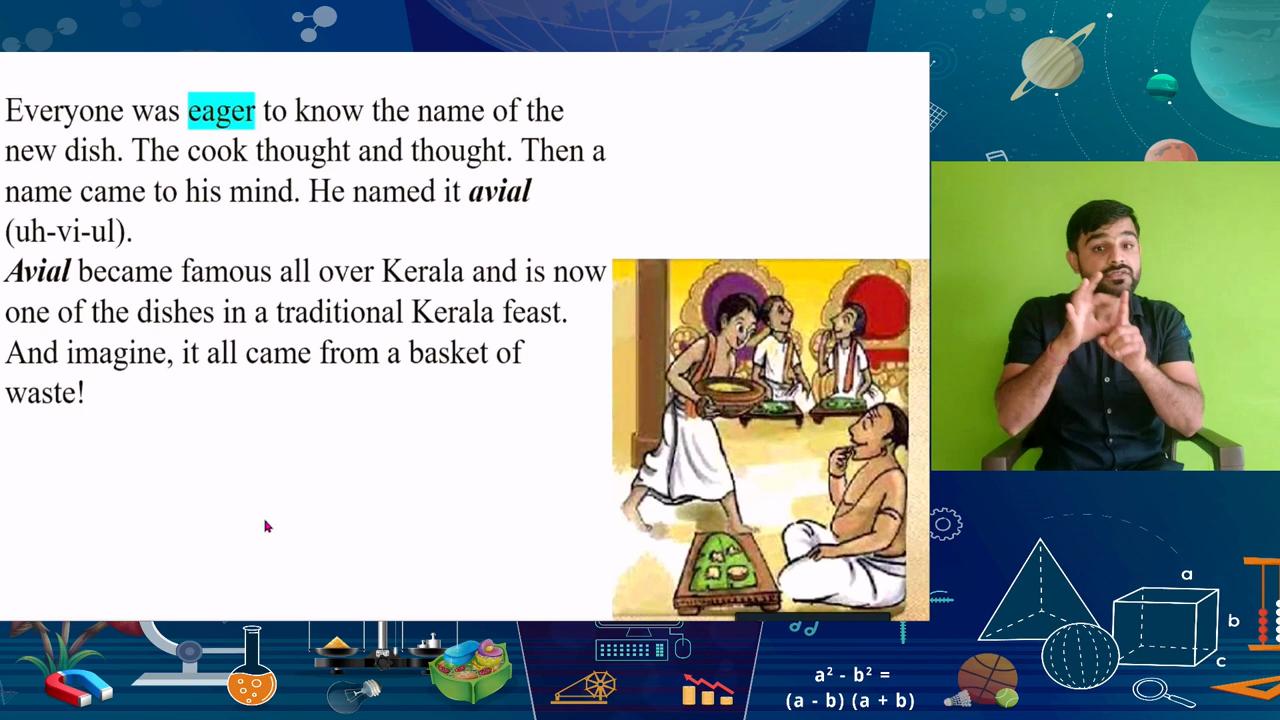 Everyone was eager to know the name of the
new dish. The cook thought and thought. Then a
name came to his mind. He named it avial
(uh-vi-ul).
Avial became famous all over Kerala and is now
one of the dishes in a traditional Kerala feast.
And imagine, it all came from a basket of
waste!
a
b
c
a² - b² =
(a - b) (a + b)